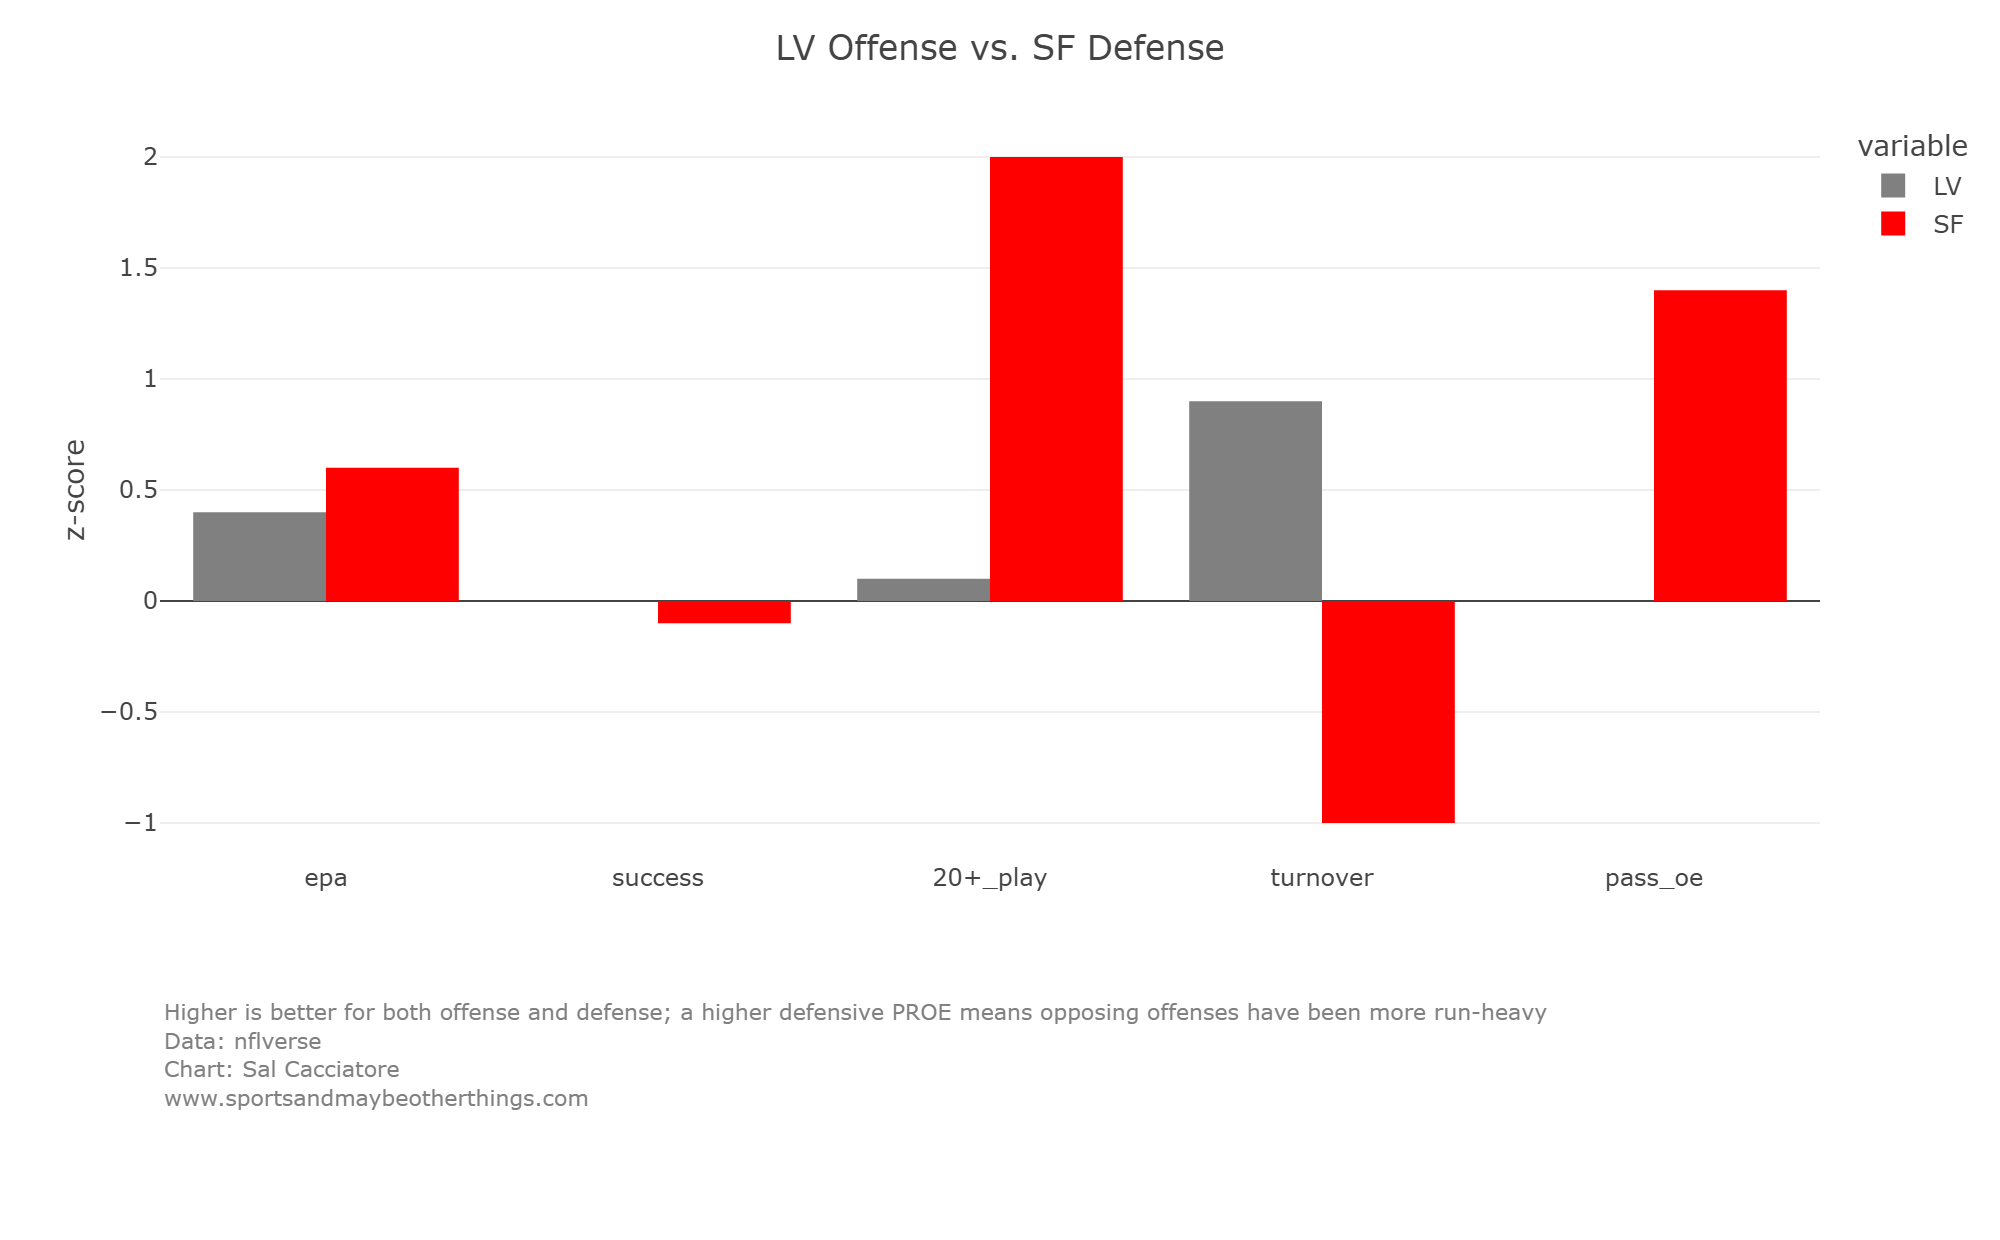 LV Offense vs. SF Defense
variable
LV
SF
2
1.5
1
0.5
0
−0.5
−1
z-score
epa
success
20+_play
turnover
pass_oe
Higher is better for both offense and defense; a higher defensive PROE means opposing offenses have been more run-heavy
Data: nflverse
Chart: Sal Cacciatore
www.sportsandmaybeotherthings.com